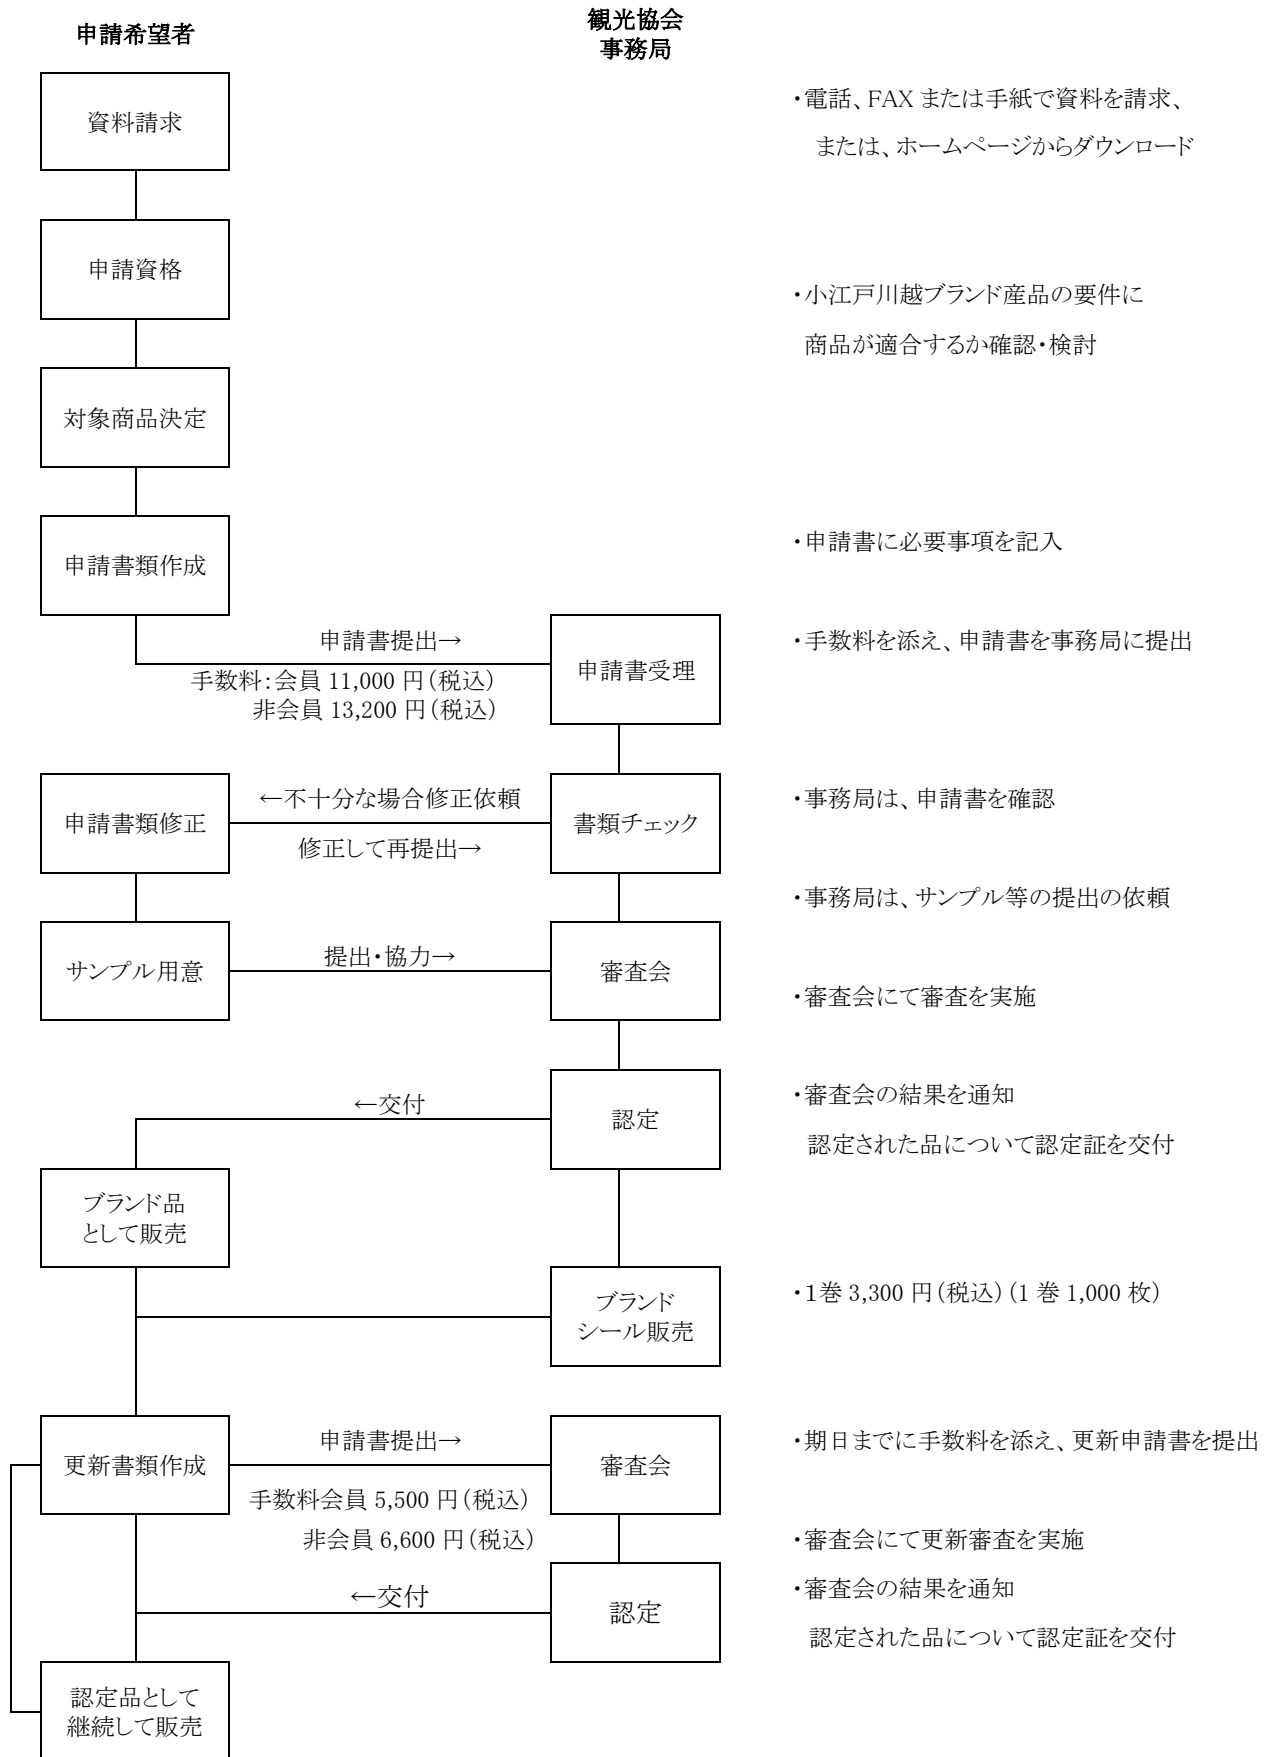 申請希望者
観光協会
事務局
資料請求
・電話、FAX または手紙で資料を請求、
または、ホームページからダウンロード
申請資格
・小江戸川越ブランド産品の要件に
商品が適合するか確認・検討
対象商品決定
申請書類作成
・申請書に必要事項を記入
申請書提出→
手数料：会員 11,000 円（税込）
非会員 13,200 円（税込）
申請書受理
・手数料を添え、申請書を事務局に提出
申請書類修正
←不十分な場合修正依頼
修正して再提出→
書類チェック
・事務局は、申請書を確認
・事務局は、サンプル等の提出の依頼
サンプル用意
提出・協力→
審査会
・審査会にて審査を実施
←交付
認定
・審査会の結果を通知
認定された品について認定証を交付
ブランド品
として販売
ブランド
シール販売
・1巻 3,300 円（税込）（1 巻 1,000 枚）
更新書類作成
申請書提出→
手数料会員 5,500 円（税込）
非会員 6,600 円（税込）
審査会
・期日までに手数料を添え、更新申請書を提出
・審査会にて更新審査を実施
←交付
認定
・審査会の結果を通知
認定された品について認定証を交付
認定品として
継続して販売